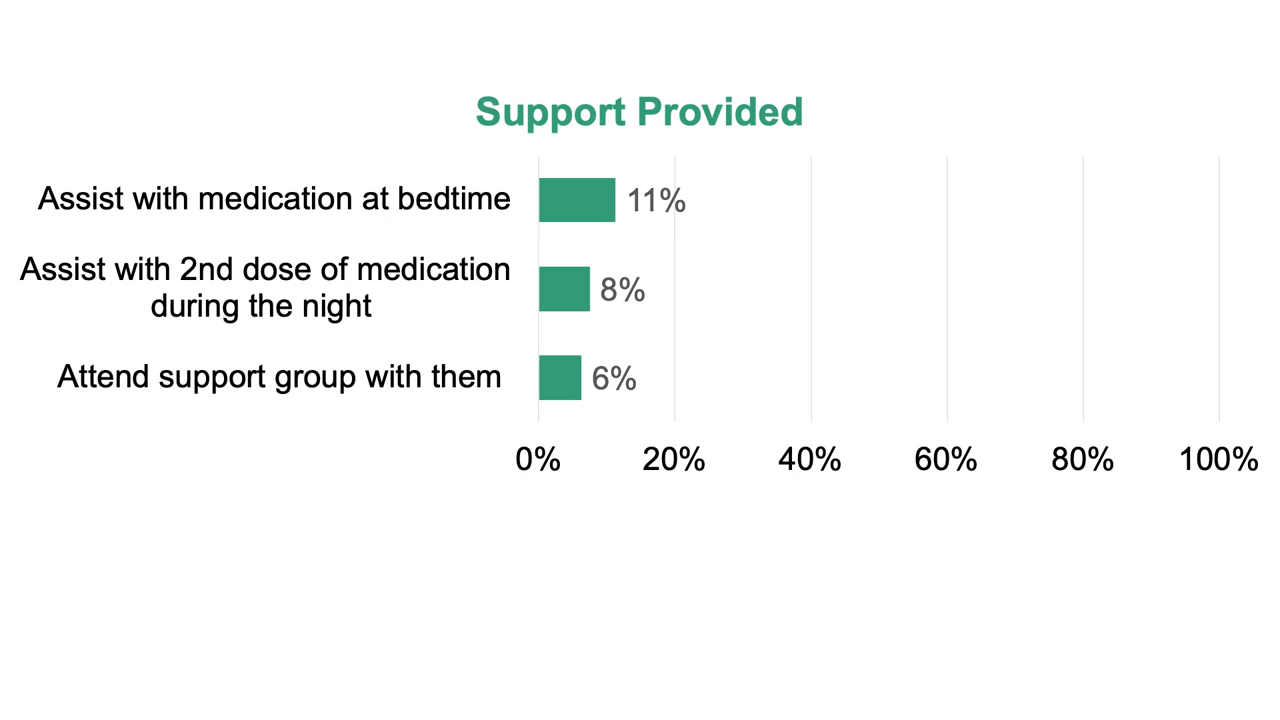 Support Provided
Assist with medication at bedtime
11%
Assist with 2nd dose of medication
during the night
8%
Attend support group with them
6%
0% 20% 40% 60% 80% 100%